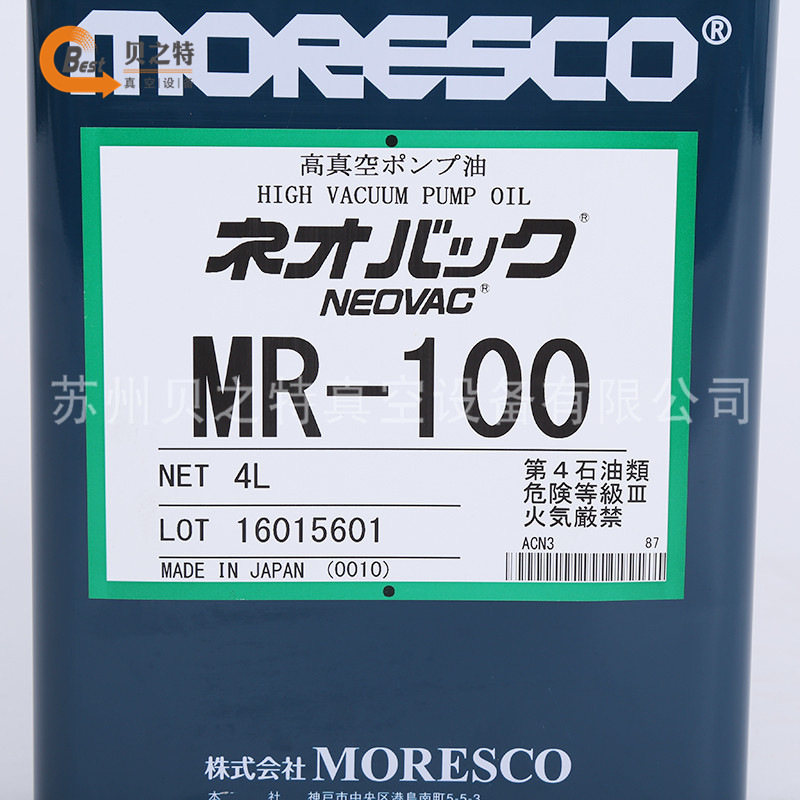 MORESCO®
Best 贝之特
真空设备
高真空ポンプ油
HIGH VACUUM PUMP OIL
ネオバック®
NEOVAC®
MR-100
苏州贝之特真空设备有限公司
NET 4L
第4石油類
危険等級Ⅲ
火気厳禁
LOT 16015601
ACN3 87
MADE IN JAPAN (0010)
株式会社 MORESCO
本 社 神戸市中央区港島南町5-5-3